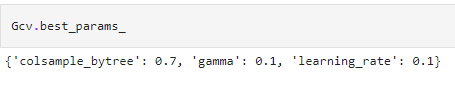 Gcv.best_params_
{'colsample_bytree': 0.7, 'gamma': 0.1, 'learning_rate': 0.1}